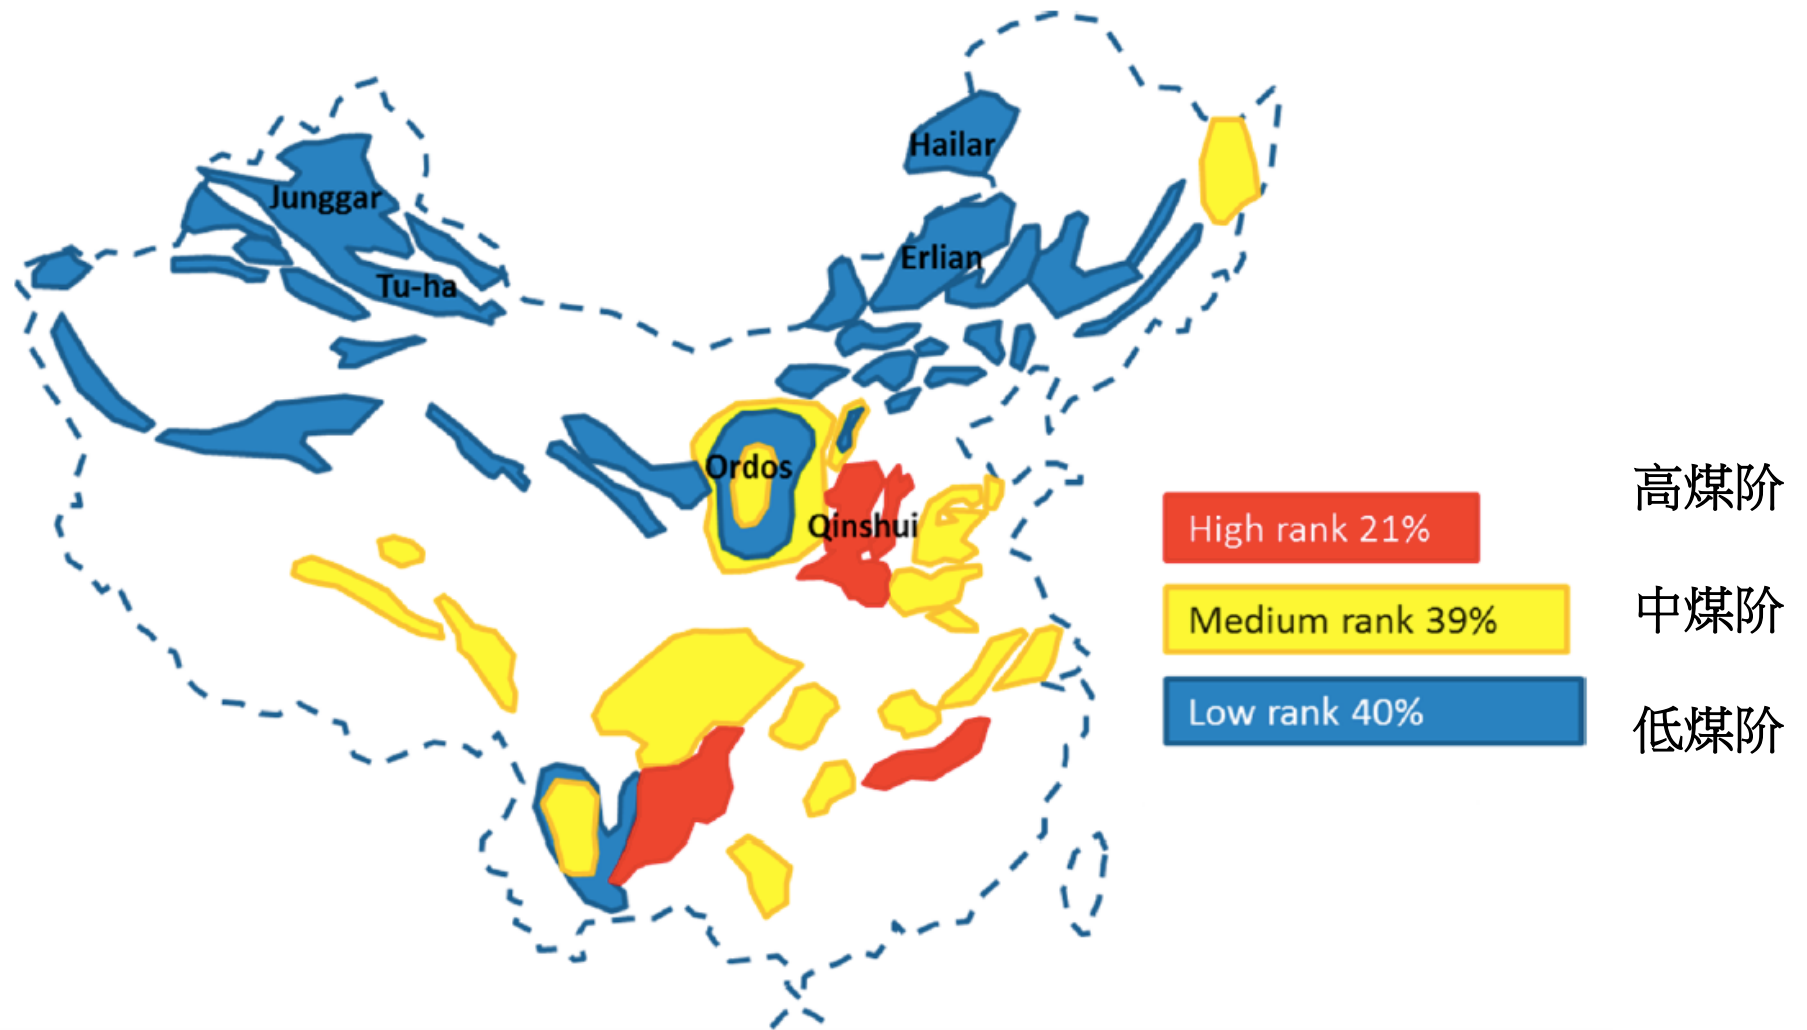 Hailar
Junggar
Erlian
Tu-ha
Ordos
Qinshui
High rank 21%
高煤阶
Medium rank 39%
中煤阶
Low rank 40%
低煤阶